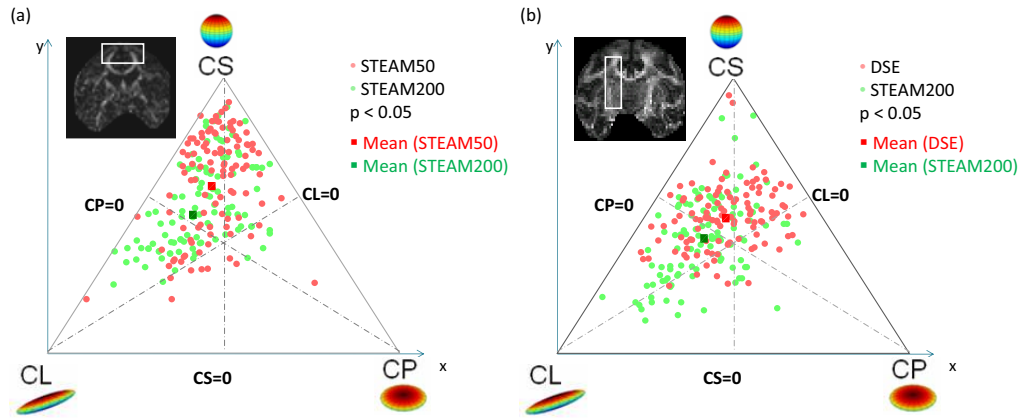 (a)
y
CS
STEAM50
STEAM200
p < 0.05
Mean (STEAM50)
Mean (STEAM200)
CP=0
CL=0
CL
CS=0
CP
x
(b)
y
CS
DSE
STEAM200
p < 0.05
Mean (DSE)
Mean (STEAM200)
CP=0
CL=0
CL
CS=0
CP
x